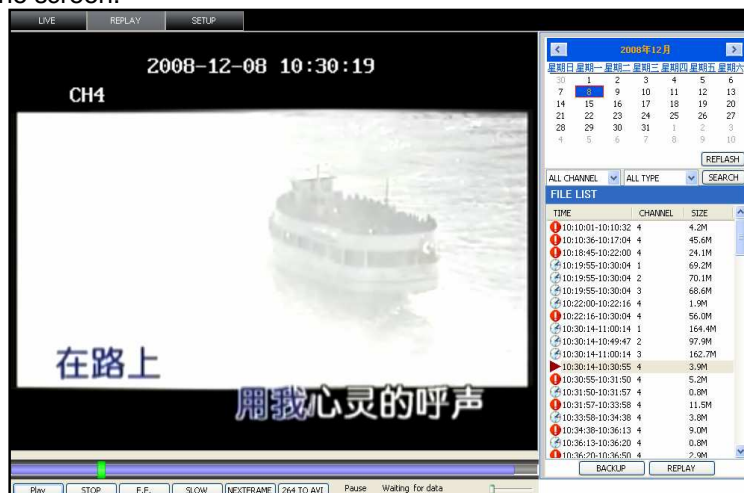 he screen.
LIVE REPLAY SETUP
2008-12-08 10:30:19
CH4
在路上
用我心灵的呼声
2008年12月
星期日 星期一 星期二 星期三 星期四 星期五 星期六
30 1 2 3 4 5 6
7 8 9 10 11 12 13
14 15 16 17 18 19 20
21 22 23 24 25 26 27
28 29 30 31 1 2 3
4 5 6 7 8 9 10
REFLASH
ALL CHANNEL ALL TYPE SEARCH
FILE LIST
TIME CHANNEL SIZE
10:10:01-10:10:32 4 4.2M
10:10:36-10:17:04 4 45.6M
10:18:45-10:22:00 4 24.1M
10:19:55-10:30:04 1 69.2M
10:19:55-10:30:04 2 70.1M
10:19:55-10:30:04 3 68.6M
10:22:00-10:22:16 4 1.9M
10:22:16-10:30:04 4 56.0M
10:30:14-11:00:14 1 164.4M
10:30:14-10:49:47 2 97.9M
10:30:14-11:00:14 3 162.7M
10:30:14-10:30:55 4 3.9M
10:30:55-10:31:50 4 5.2M
10:31:50-10:31:57 4 0.8M
10:31:57-10:33:58 4 11.5M
10:33:58-10:34:38 4 3.8M
10:34:38-10:36:13 4 9.0M
10:36:13-10:36:20 4 0.8M
10:36:20-10:36:50 4 2.9M
BACKUP REPLAY
Play STOP F.F. SLOW NEXTFRAME 264 TO AVI Pause Waiting for data